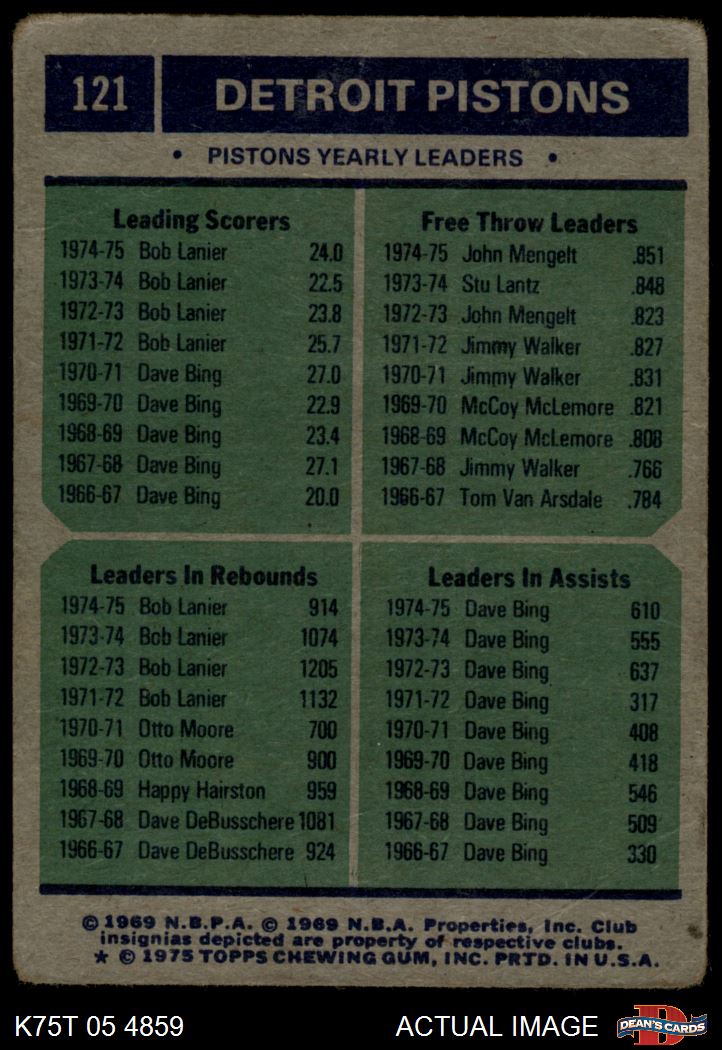 121 DETROIT PISTONS
• PISTONS YEARLY LEADERS •
Leading Scorers
1974-75 Bob Lanier 24.0
1973-74 Bob Lanier 22.5
1972-73 Bob Lanier 23.8
1971-72 Bob Lanier 25.7
1970-71 Dave Bing 27.0
1969-70 Dave Bing 22.9
1968-69 Dave Bing 23.4
1967-68 Dave Bing 27.1
1966-67 Dave Bing 20.0
Free Throw Leaders
1974-75 John Mengelt .851
1973-74 Stu Lantz .848
1972-73 John Mengelt .823
1971-72 Jimmy Walker .827
1970-71 Jimmy Walker .831
1969-70 McCoy McLemore .821
1968-69 McCoy McLemore .808
1967-68 Jimmy Walker .766
1966-67 Tom Van Arsdale .784
Leaders In Rebounds
1974-75 Bob Lanier 914
1973-74 Bob Lanier 1074
1972-73 Bob Lanier 1205
1971-72 Bob Lanier 1132
1970-71 Otto Moore 700
1969-70 Otto Moore 900
1968-69 Happy Hairston 959
1967-68 Dave DeBusschere 1081
1966-67 Dave DeBusschere 924
Leaders In Assists
1974-75 Dave Bing 610
1973-74 Dave Bing 555
1972-73 Dave Bing 637
1971-72 Dave Bing 317
1970-71 Dave Bing 408
1969-70 Dave Bing 418
1968-69 Dave Bing 546
1967-68 Dave Bing 509
1966-67 Dave Bing 330
© 1969 N.B.P.A. © 1969 N.B.A. Properties, Inc. Club
insignias depicted are property of respective clubs.
★ © 1975 TOPPS CHEWING GUM, INC. PRTD. IN U.S.A.
K75T 05 4859 ACTUAL IMAGE D DEAN'S CARDS